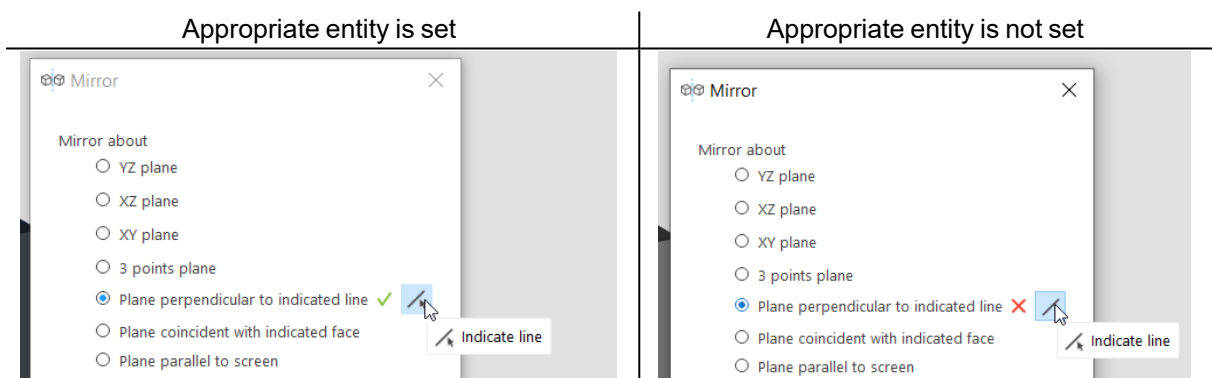 Appropriate entity is set
Appropriate entity is not set
Mirror
Mirror about
YZ plane
XZ plane
XY plane
3 points plane
Plane perpendicular to indicated line
Plane coincident with indicated face
Indicate line
Plane parallel to screen
Mirror
Mirror about
YZ plane
XZ plane
XY plane
3 points plane
Plane perpendicular to indicated line
Plane coincident with indicated face
Indicate line
Plane parallel to screen